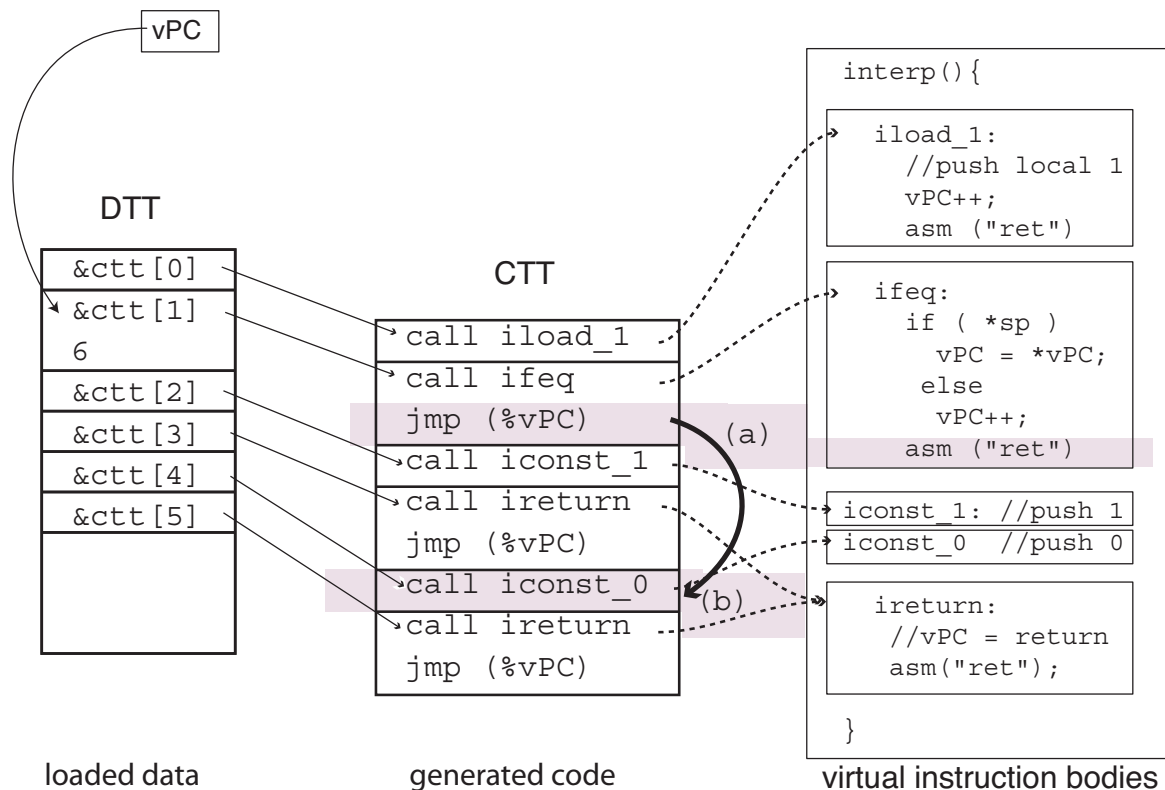 vPC
DTT
&ctt[0]
&ctt[1]
6
&ctt[2]
&ctt[3]
&ctt[4]
&ctt[5]
loaded data
CTT
call iload_1
call ifeq
jmp (%vPC)
call iconst_1
call ireturn
jmp (%vPC)
call iconst_0
call ireturn
jmp (%vPC)
(a)
(b)
generated code
interp(){
iload_1:
//push local 1
vPC++;
asm ("ret")
ifeq:
if ( *sp )
vPC = *vPC;
else
vPC++;
asm ("ret")
iconst_1: //push 1
iconst_0 //push 0
ireturn:
//vPC = return
asm("ret");
}
virtual instruction bodies